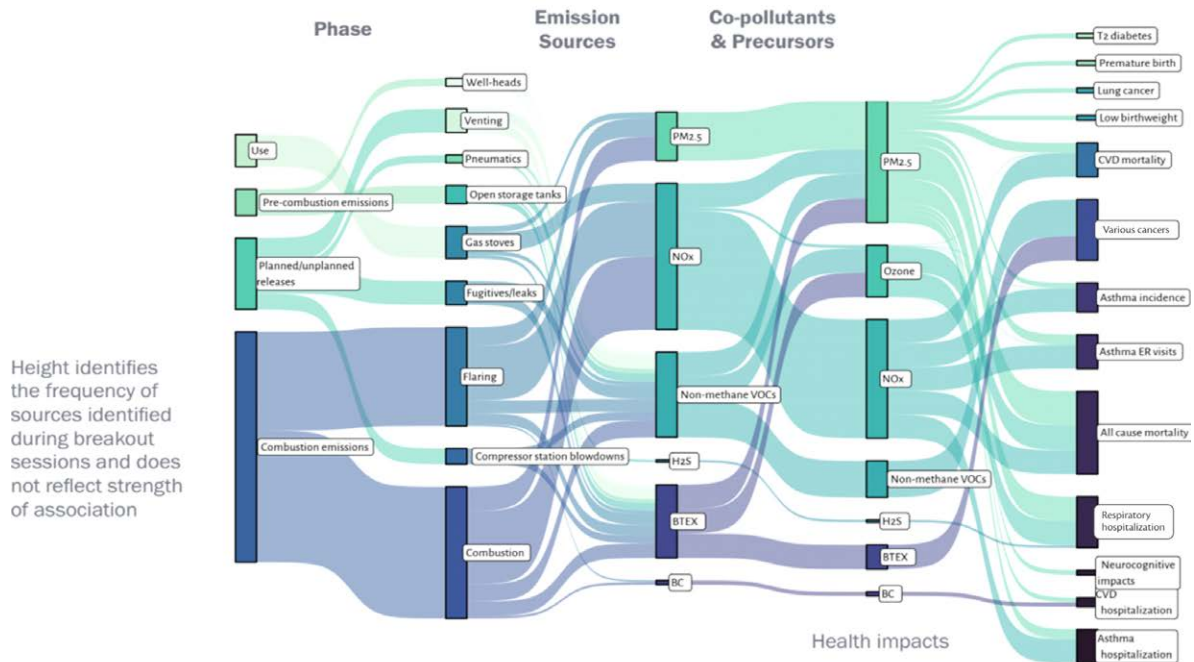 Phase
Emission
Sources
Co-pollutants
& Precursors
Height identifies
the frequency of
sources identified
during breakout
sessions and does
not reflect strength
of association
Use
Pre-combustion emissions
Planned/unplanned
releases
Combustion emissions
Well-heads
Venting
Pneumatics
Open storage tanks
Gas stoves
Fugitives/leaks
Flaring
Compressor station blowdowns
Combustion
PM2.5
NOx
Non-methane VOCs
H2S
BTEX
BC
PM2.5
Ozone
NOx
Non-methane VOCs
H2S
BTEX
BC
T2 diabetes
Premature birth
Lung cancer
Low birthweight
CVD mortality
Various cancers
Asthma incidence
Asthma ER visits
All cause mortality
Respiratory
hospitalization
Neurocognitive
impacts
CVD
hospitalization
Asthma
hospitalization
Health impacts